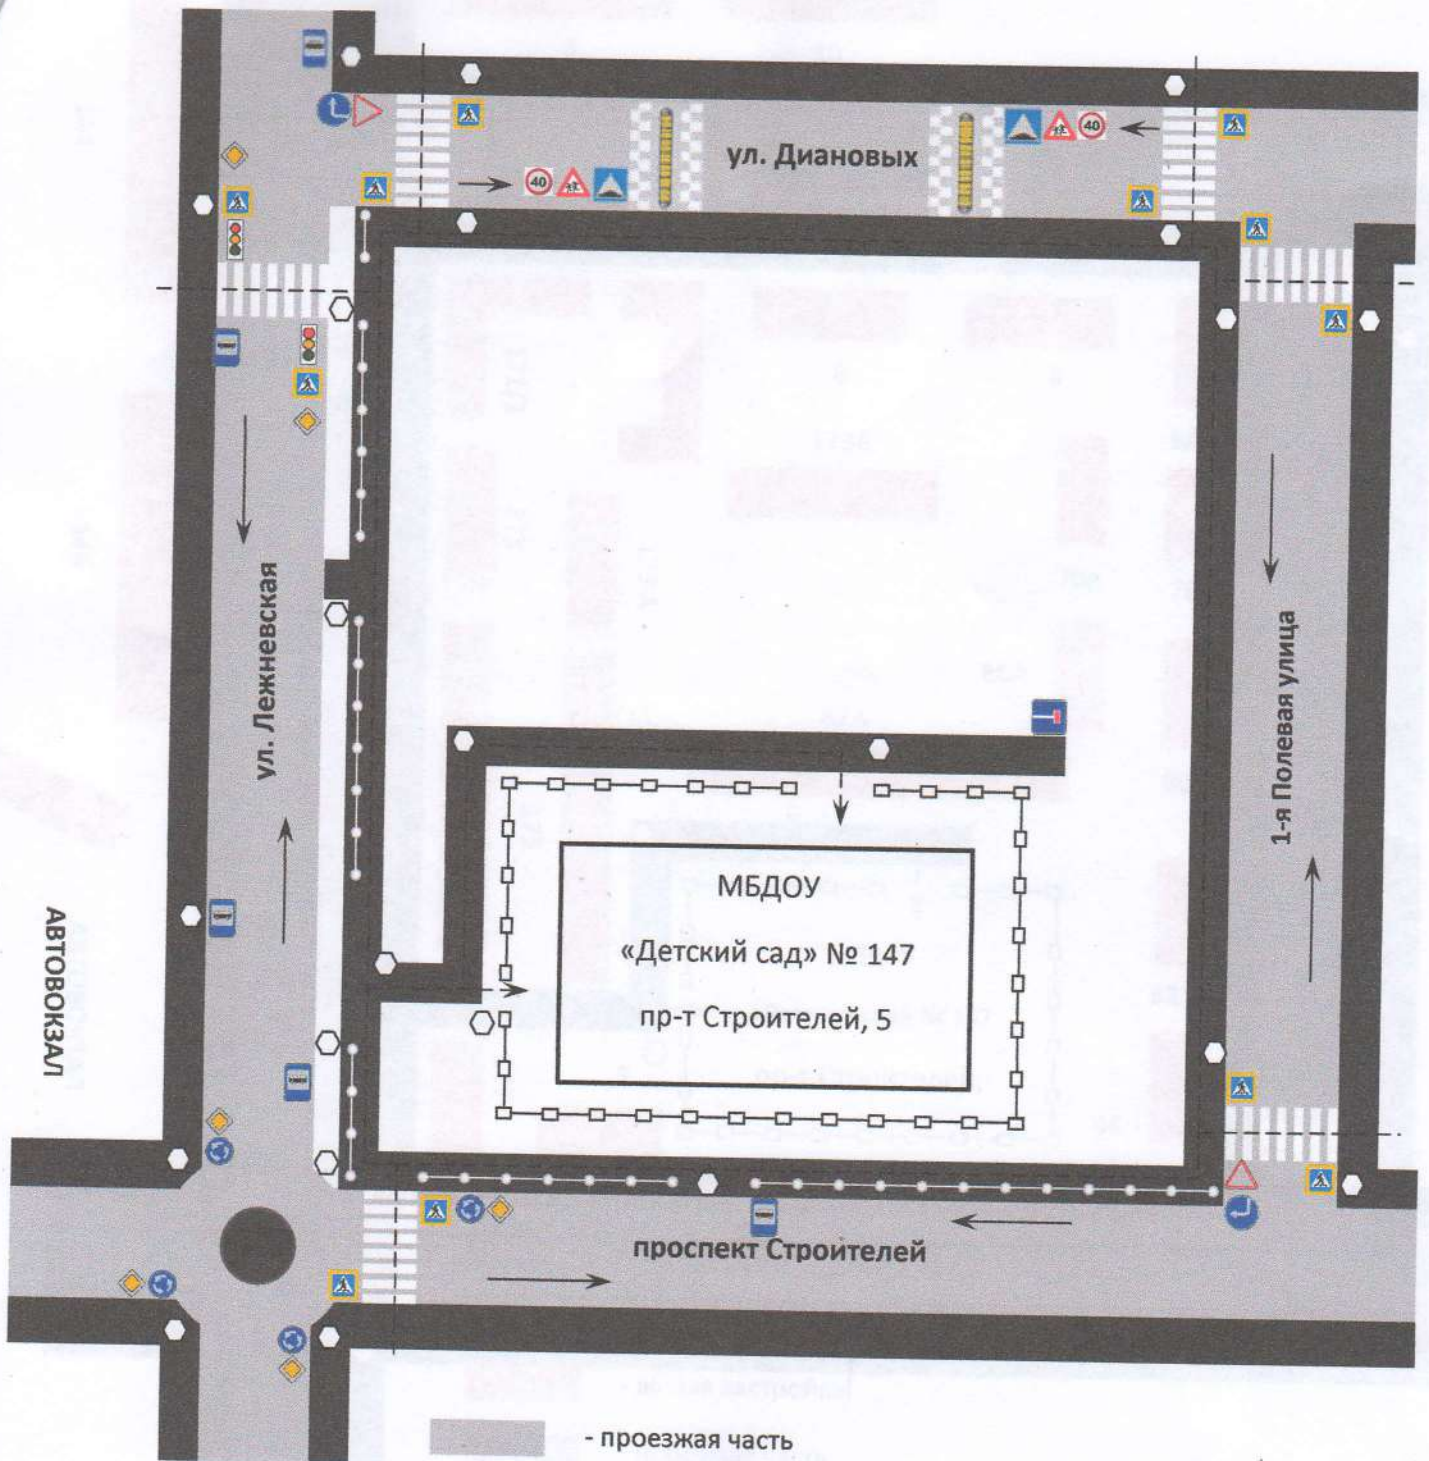 ул. Диановых
40
40
ул. Лежневская
1-я Полевая улица
АВТОВОКЗАЛ
МБДОУ
«Детский сад» № 147
пр-т Строителей, 5
проспект Строителей
- проезжая часть